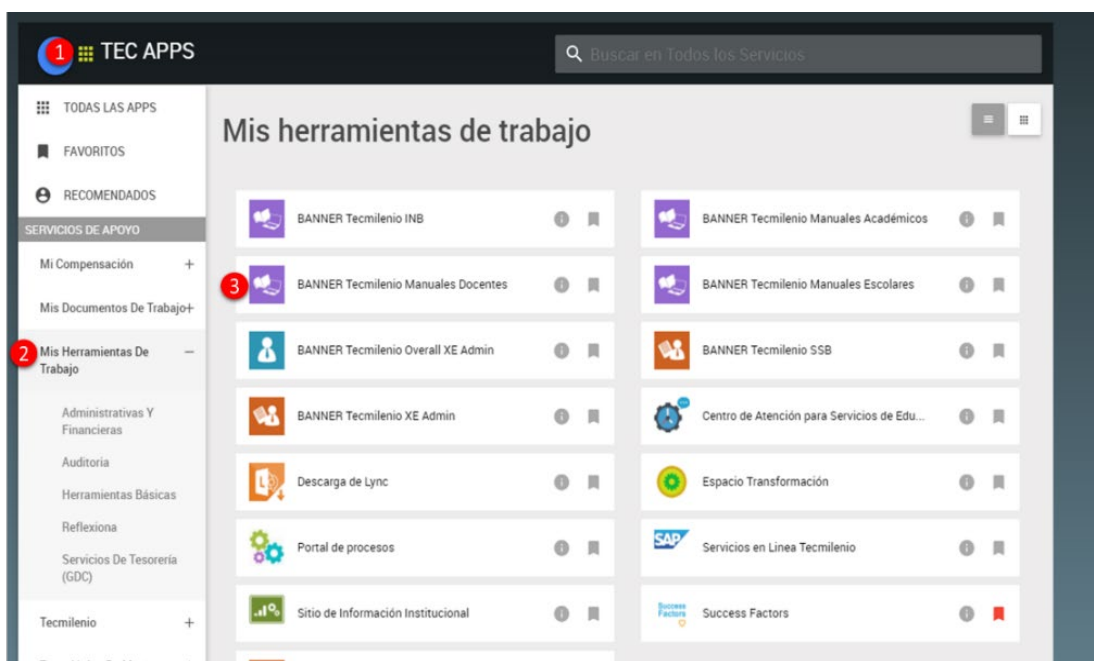 1 TEC APPS
Buscar en Todos los Servicios
TODAS LAS APPS
FAVORITOS
RECOMENDADOS
SERVICIOS DE APOYO
Mi Compensación +
Mis Documentos De Trabajo+
2 Mis Herramientas De
Trabajo
Administrativas Y
Financieras
Auditoria
Herramientas Básicas
Reflexiona
Servicios De Tesorería
(GDC)
Tecmilenio +
Mis herramientas de trabajo
BANNER Tecmilenio INB
BANNER Tecmilenio Manuales Académicos
3 BANNER Tecmilenio Manuales Docentes
BANNER Tecmilenio Manuales Escolares
BANNER Tecmilenio Overall XE Admin
BANNER Tecmilenio SSB
BANNER Tecmilenio XE Admin
Centro de Atención para Servicios de Edu...
Descarga de Lync
Espacio Transformación
Portal de procesos
SAP Servicios en Linea Tecmilenio
Sitio de Información Institucional
Success
Factors
Success Factors